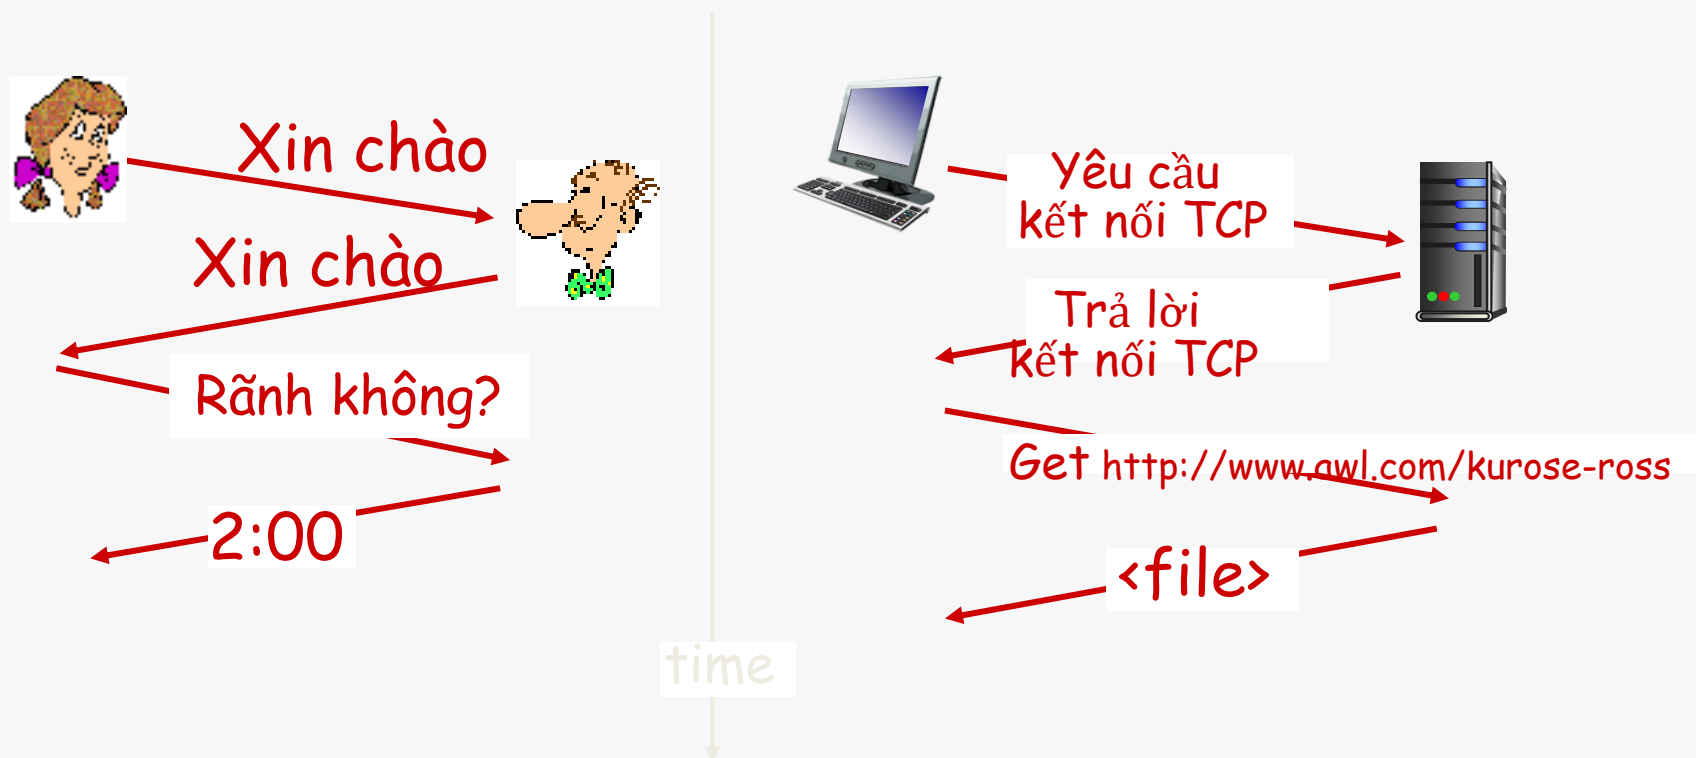 Xin chào
Xin chào
Rãnh không?
2:00
Yêu cầu
kết nối TCP
Trả lời
kết nối TCP
Get http://www.awl.com/kurose-ross
<file>
time